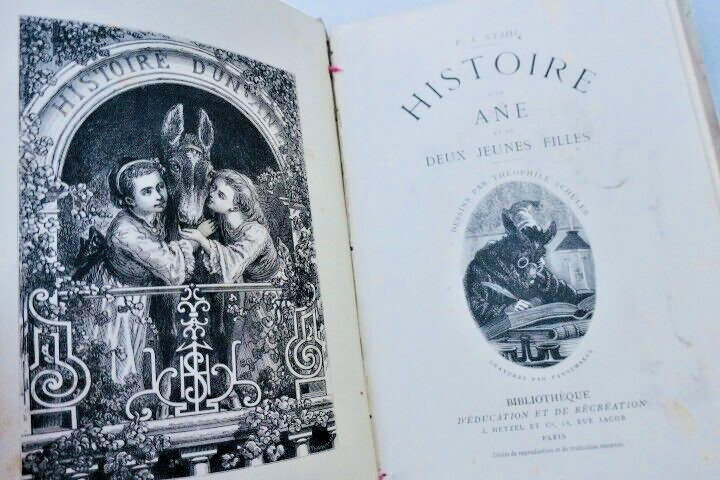 HISTOIRE D'UN ANE
P. J. STAHL
HISTOIRE
D'UN
ANE
ET DE
DEUX JEUNES FILLES
DESSINS PAR THÉOPHILE SCHULER
GRAVURES PAR PANNEMAKER
BIBLIOTHÈQUE
D'ÉDUCATION ET DE RÉCRÉATION
J. HETZEL ET Cie, 18, RUE JACOB
PARIS
Droits de reproduction et de traduction réservés.